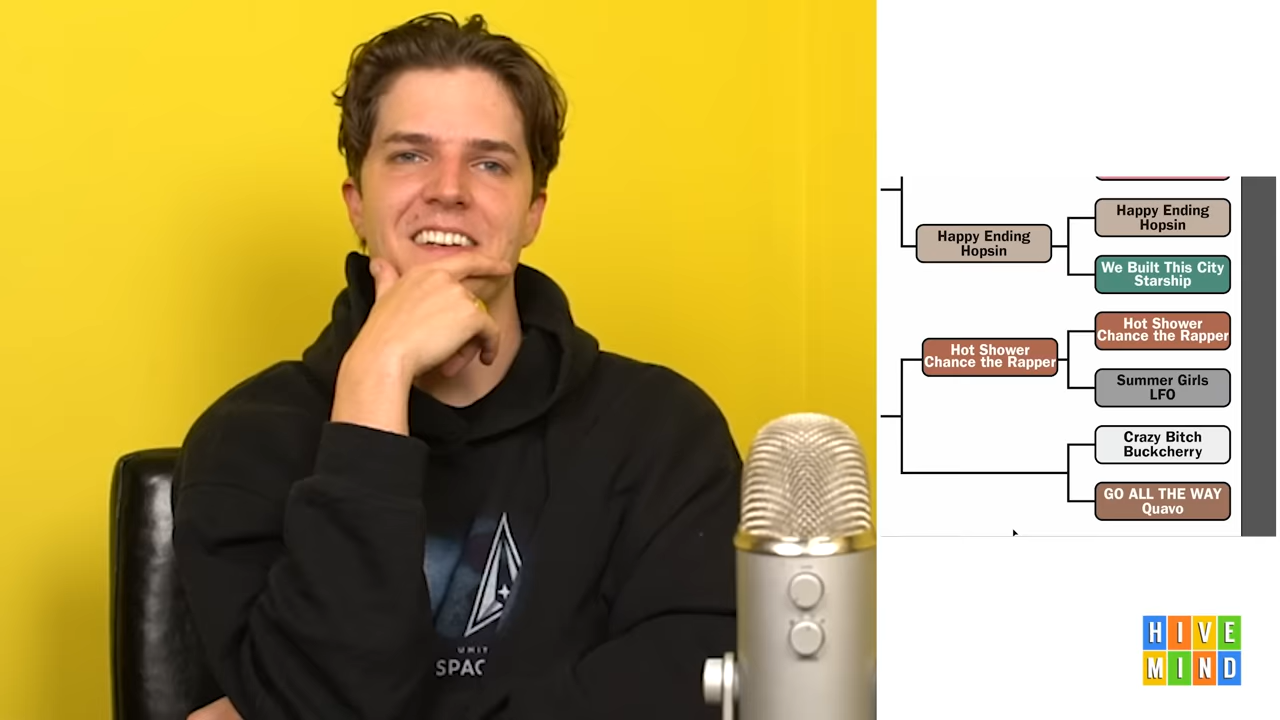 Happy Ending
Hopsin
Happy Ending
Hopsin
We Built This City
Starship
Hot Shower
Chance the Rapper
Hot Shower
Chance the Rapper
Summer Girls
LFO
Crazy Bitch
Buckcherry
GO ALL THE WAY
Quavo
SPAC
HIVE
MIND